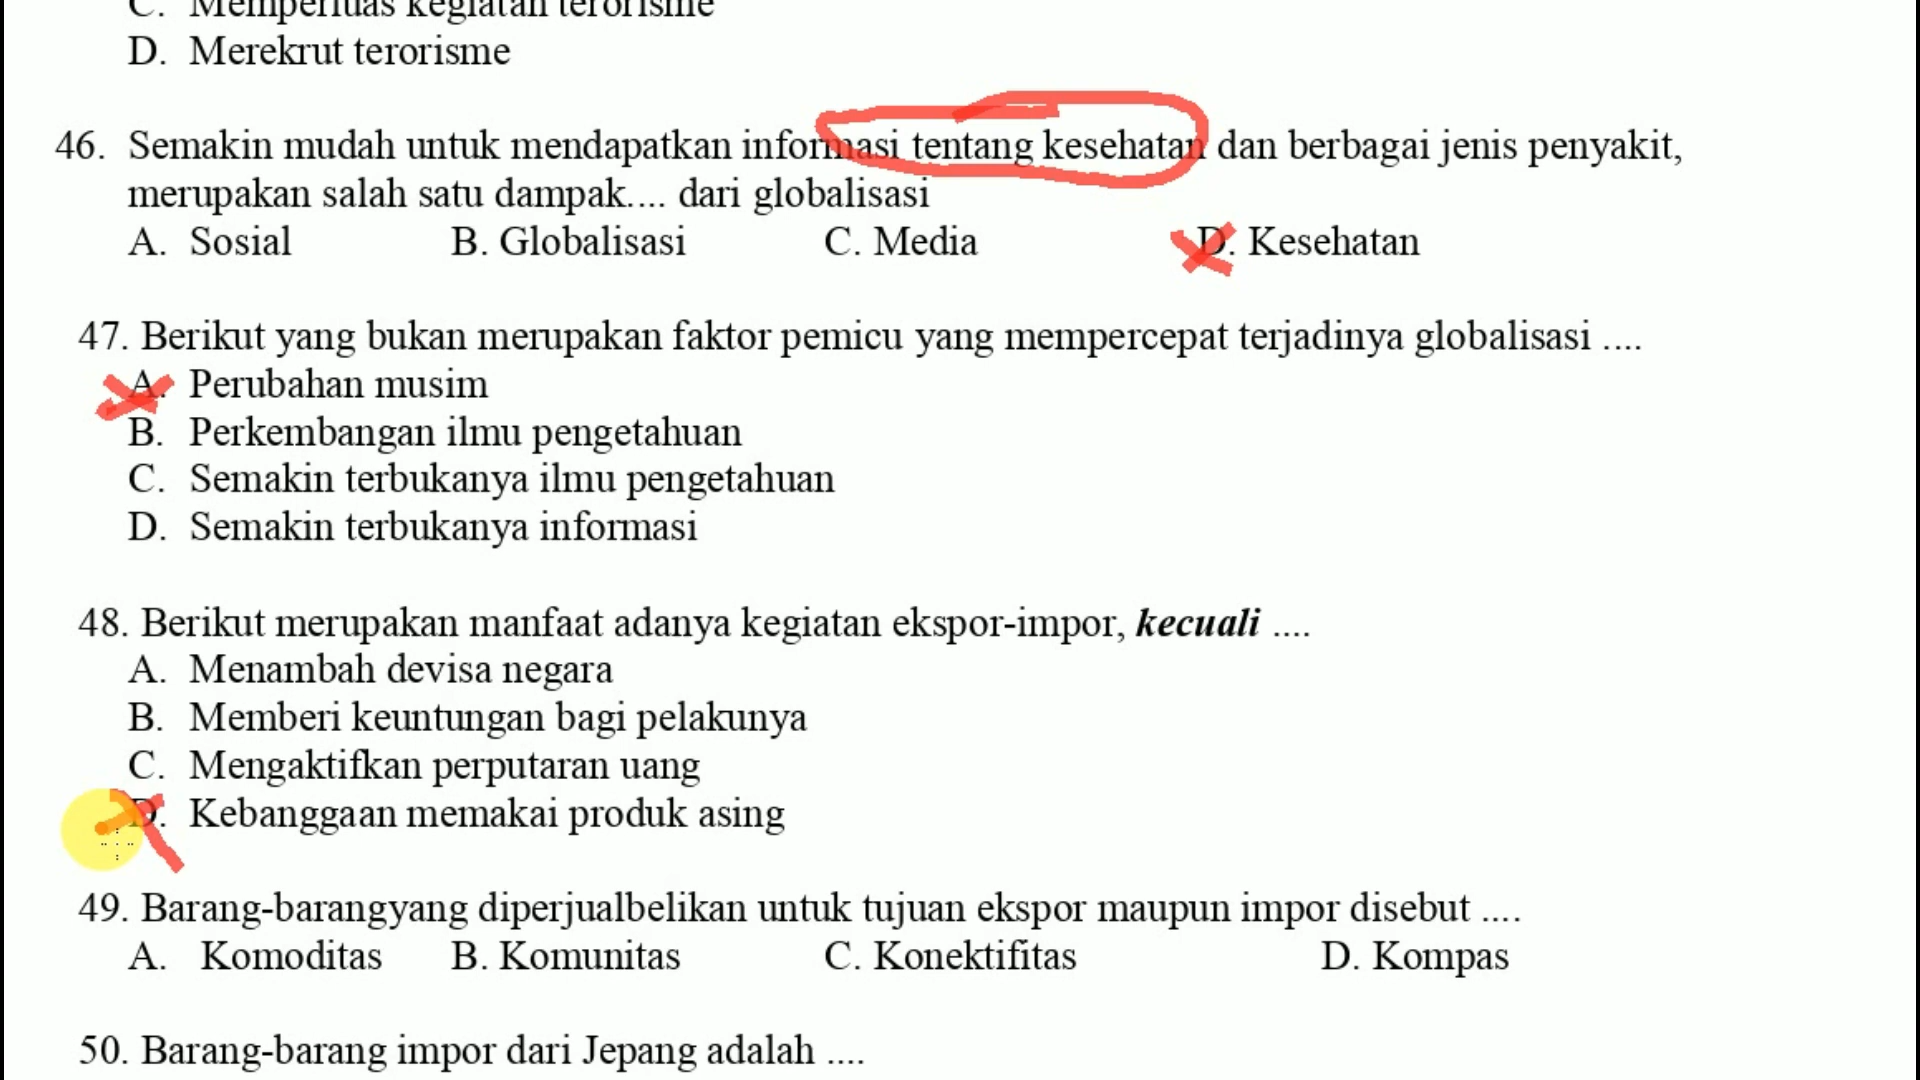 C. Memperluas kegiatan terorisme
D. Merekrut terorisme
46. Semakin mudah untuk mendapatkan informasi tentang kesehatan dan berbagai jenis penyakit,
merupakan salah satu dampak.... dari globalisasi
A. Sosial B. Globalisasi C. Media D. Kesehatan
47. Berikut yang bukan merupakan faktor pemicu yang mempercepat terjadinya globalisasi ....
A. Perubahan musim
B. Perkembangan ilmu pengetahuan
C. Semakin terbukanya ilmu pengetahuan
D. Semakin terbukanya informasi
48. Berikut merupakan manfaat adanya kegiatan ekspor-impor, kecuali ....
A. Menambah devisa negara
B. Memberi keuntungan bagi pelakunya
C. Mengaktifkan perputaran uang
D. Kebanggaan memakai produk asing
49. Barang-barangyang diperjualbelikan untuk tujuan ekspor maupun impor disebut ....
A. Komoditas B. Komunitas C. Konektifitas D. Kompas
50. Barang-barang impor dari Jepang adalah ....